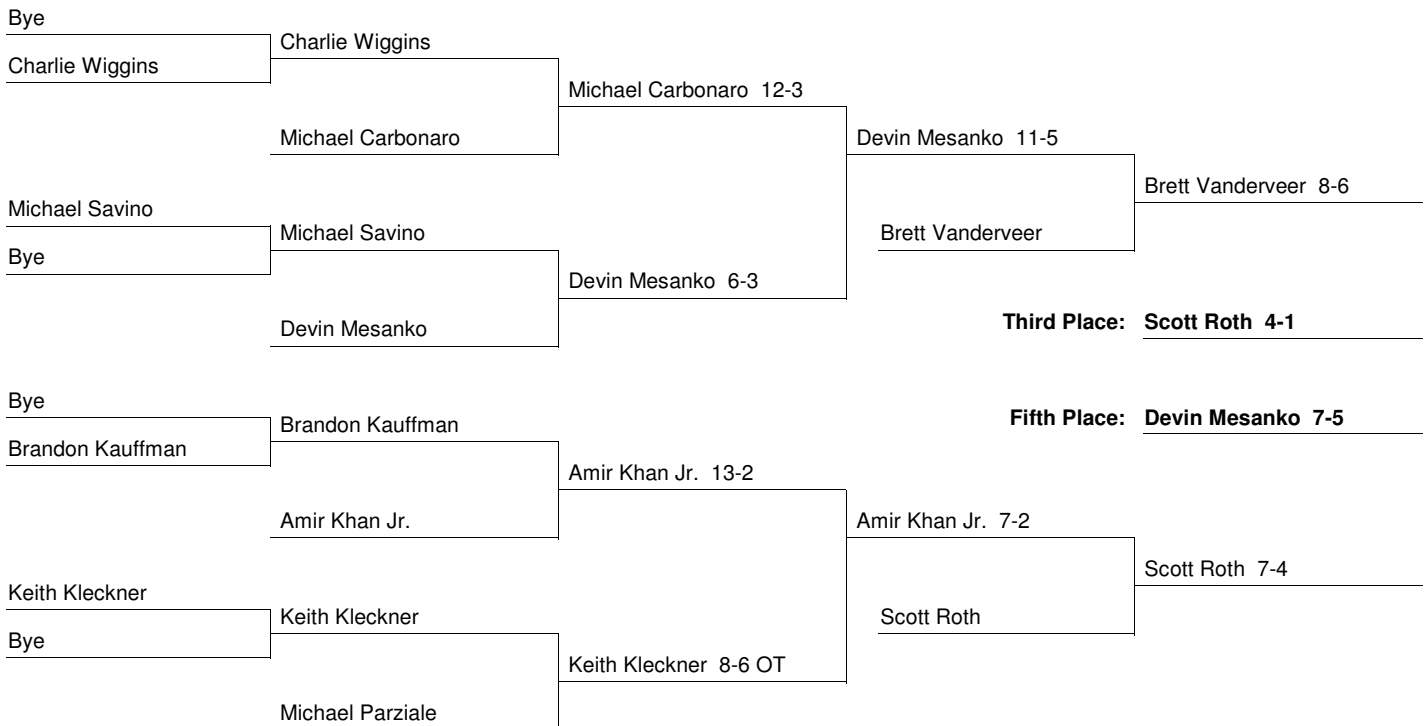 Bye
Charlie Wiggins
Charlie Wiggins
Michael Carbonaro 12-3
Michael Carbonaro
Devin Mesanko 11-5
Brett Vanderveer 8-6
Michael Savino
Michael Savino
Brett Vanderveer
Bye
Devin Mesanko 6-3
Devin Mesanko
Third Place: Scott Roth 4-1
Bye
Brandon Kauffman
Fifth Place: Devin Mesanko 7-5
Brandon Kauffman
Amir Khan Jr. 13-2
Amir Khan Jr.
Amir Khan Jr. 7-2
Scott Roth 7-4
Keith Kleckner
Keith Kleckner
Scott Roth
Bye
Keith Kleckner 8-6 OT
Michael Parziale